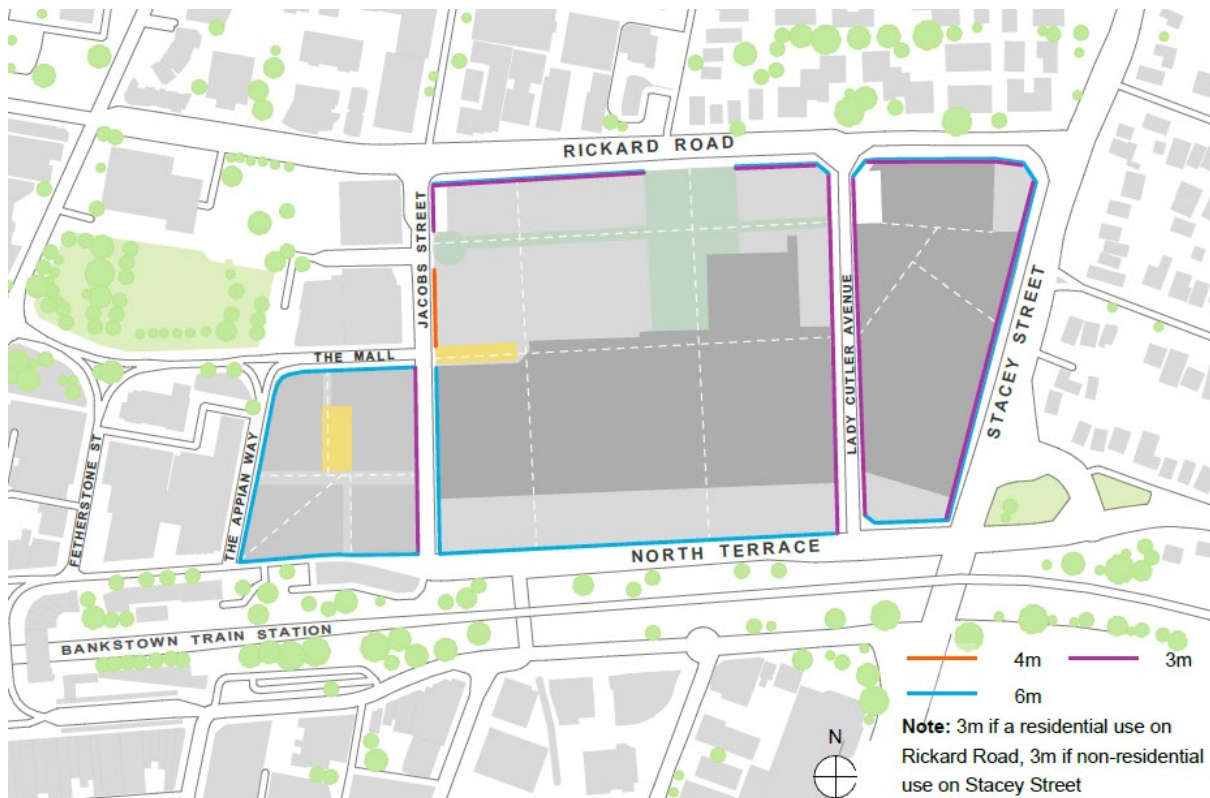 RICKARD ROAD
JACOBS STREET
LADY CUTLER AVENUE
STACEY STREET
THE MALL
FETHERSTONE ST
THE APPIAN WAY
NORTH TERRACE
BANKSTOWN TRAIN STATION
4m
3m
6m
N
Note: 3m if a residential use on
Rickard Road, 3m if non-residential
use on Stacey Street